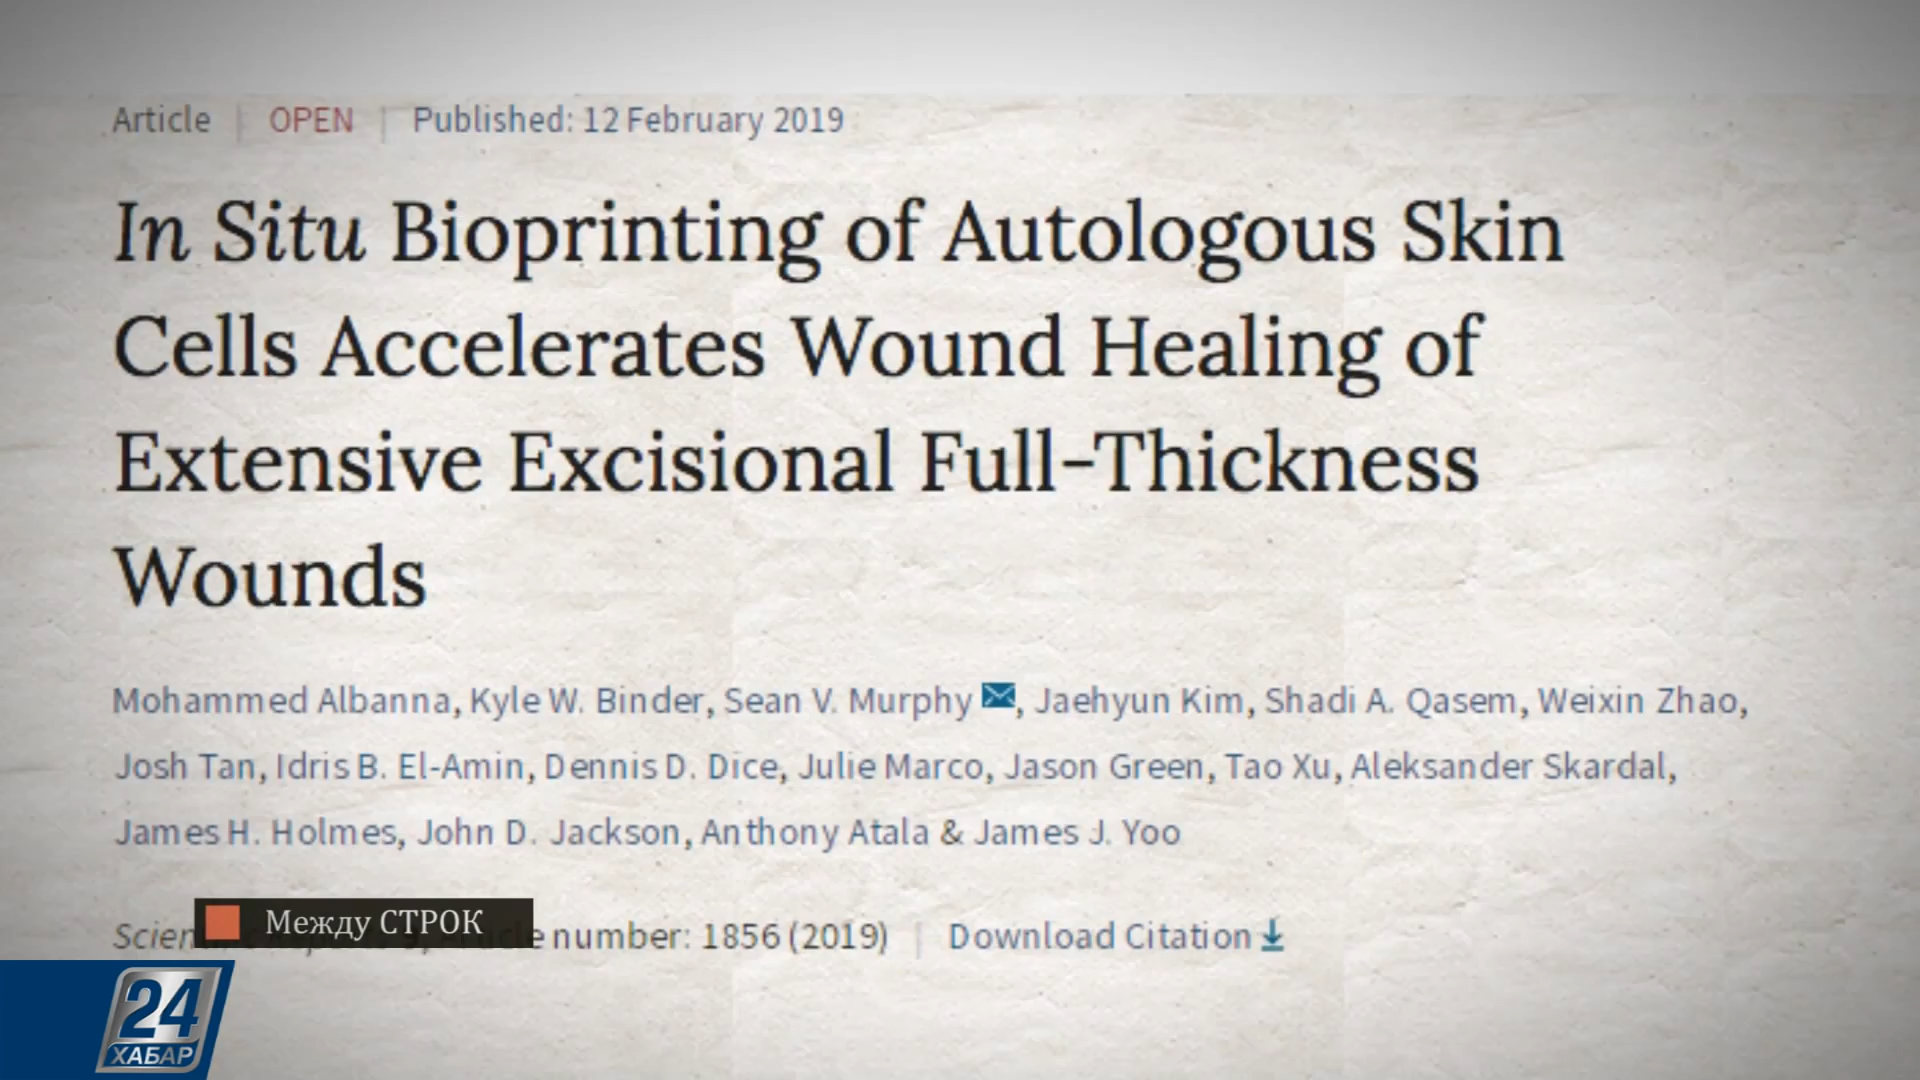 Article | OPEN | Published: 12 February 2019
In Situ Bioprinting of Autologous Skin
Cells Accelerates Wound Healing of
Extensive Excisional Full-Thickness
Wounds
Mohammed Albanna, Kyle W. Binder, Sean V. Murphy, Jaehyun Kim, Shadi A. Qasem, Weixin Zhao,
Josh Tan, Idris B. El-Amin, Dennis D. Dice, Julie Marco, Jason Green, Tao Xu, Aleksander Skardal,
James H. Holmes, John D. Jackson, Anthony Atala & James J. Yoo
number: 1856 (2019) | Download Citation
Между СТРОК
24
ХАБАР